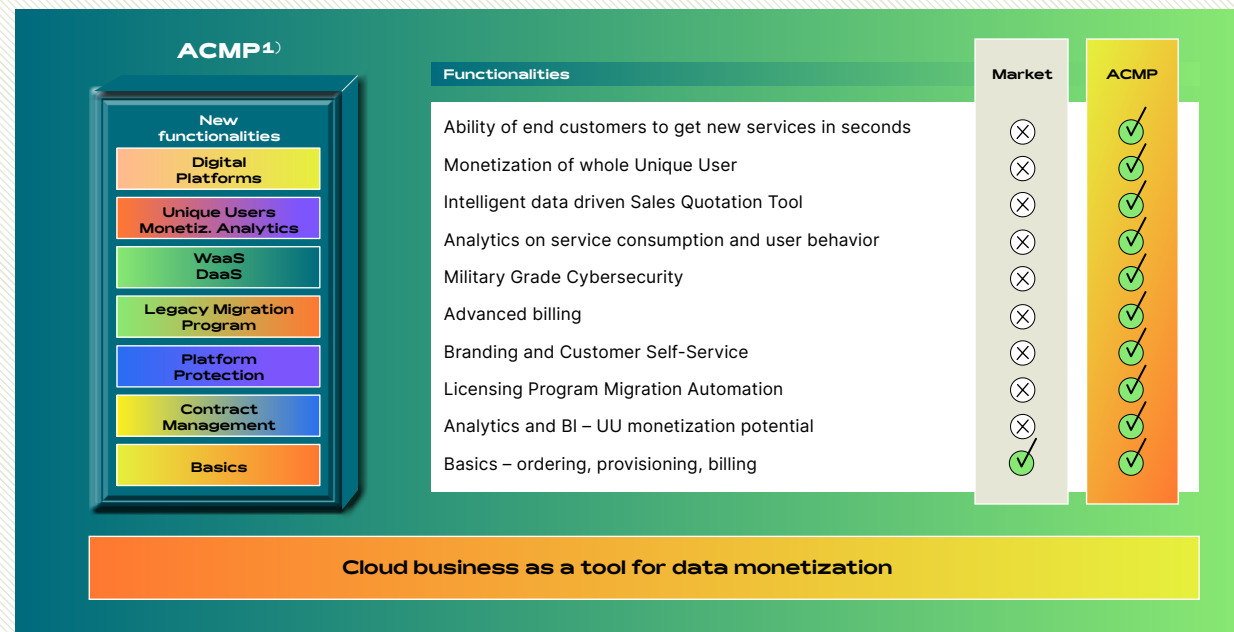 ACMP1)
New
functionalities
Digital
Platforms
Unique Users
Monetiz. Analytics
WaaS
DaaS
Legacy Migration
Program
Platform
Protection
Contract
Management
Basics
Functionalities
Market
ACMP
Ability of end customers to get new services in seconds
Monetization of whole Unique User
Intelligent data driven Sales Quotation Tool
Analytics on service consumption and user behavior
Military Grade Cybersecurity
Advanced billing
Branding and Customer Self-Service
Licensing Program Migration Automation
Analytics and BI – UU monetization potential
Basics – ordering, provisioning, billing
Cloud business as a tool for data monetization